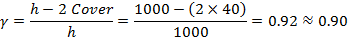 γ = (h − 2 Cover) / h = (1000 − (2 × 40)) / 1000 = 0.92 ≈ 0.90